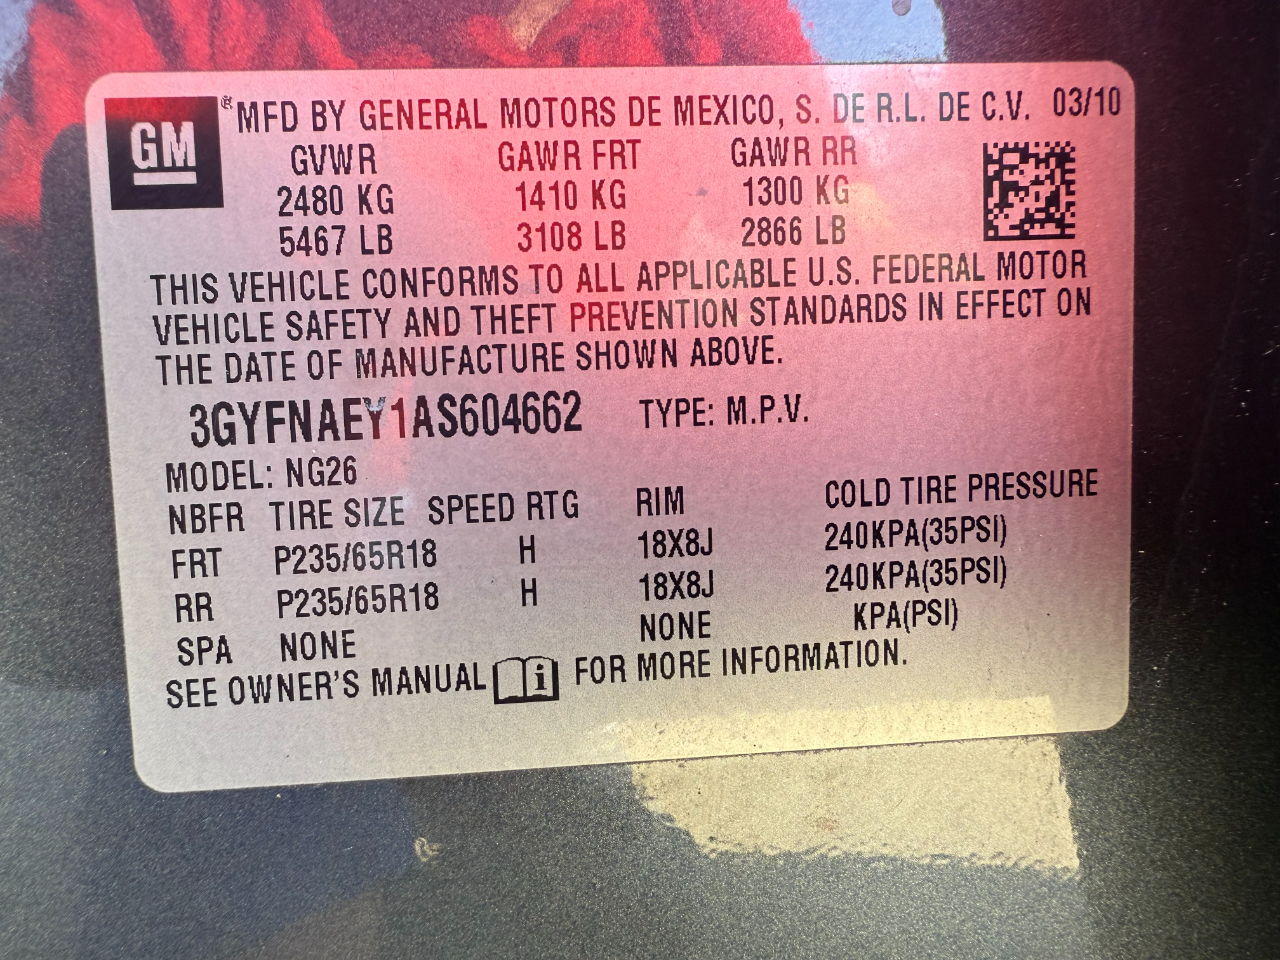 GM ® MFD BY GENERAL MOTORS DE MEXICO, S. DE R.L. DE C.V. 03/10
GVWR GAWR FRT GAWR RR
2480 KG 1410 KG 1300 KG
5467 LB 3108 LB 2866 LB
THIS VEHICLE CONFORMS TO ALL APPLICABLE U.S. FEDERAL MOTOR
VEHICLE SAFETY AND THEFT PREVENTION STANDARDS IN EFFECT ON
THE DATE OF MANUFACTURE SHOWN ABOVE.
3GYFNAEY1AS604662 TYPE: M.P.V.
MODEL: NG26
NBFR TIRE SIZE SPEED RTG RIM COLD TIRE PRESSURE
FRT P235/65R18 H 18X8J 240KPA(35PSI)
RR P235/65R18 H 18X8J 240KPA(35PSI)
SPA NONE NONE KPA(PSI)
SEE OWNER'S MANUAL i FOR MORE INFORMATION.